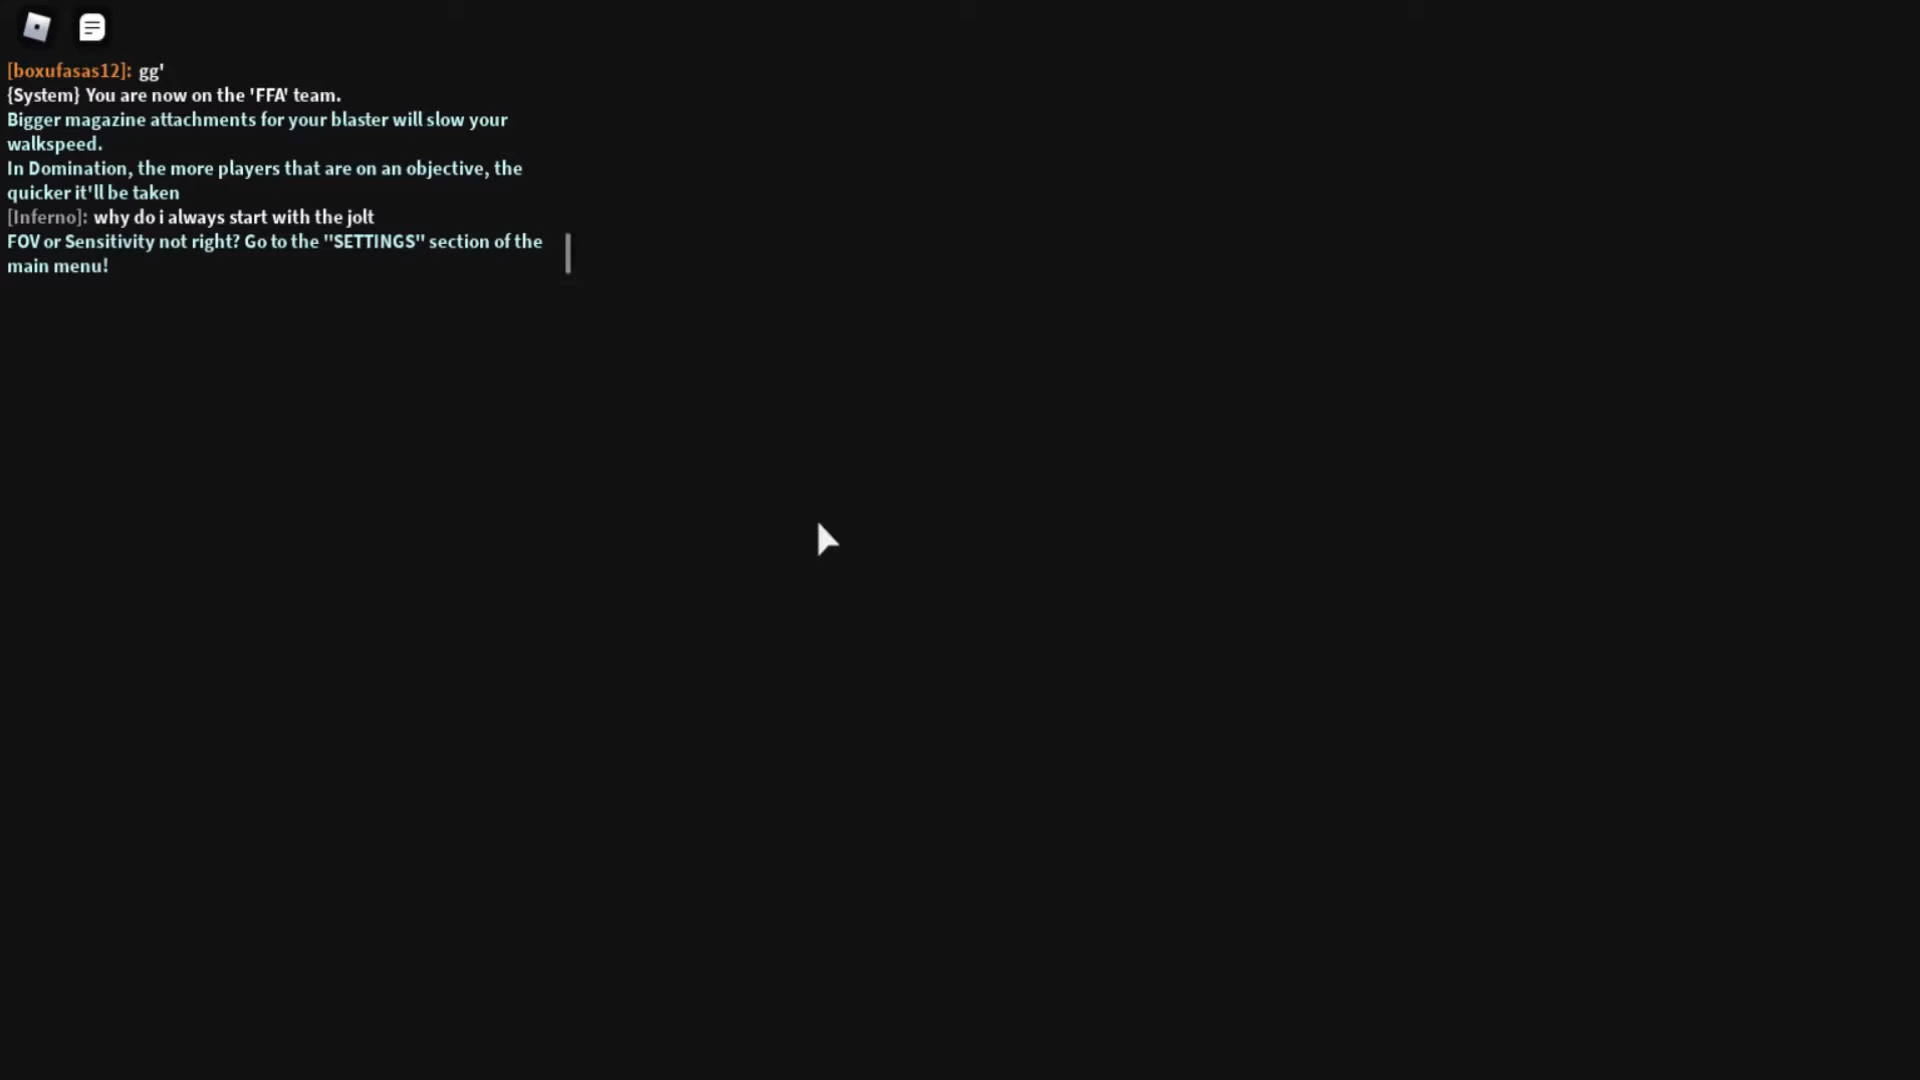 [boxufasas12]: gg'
{System} You are now on the 'FFA' team.
Bigger magazine attachments for your blaster will slow your
walkspeed.
In Domination, the more players that are on an objective, the
quicker it'll be taken
[Inferno]: why do i always start with the jolt
FOV or Sensitivity not right? Go to the "SETTINGS" section of the
main menu!